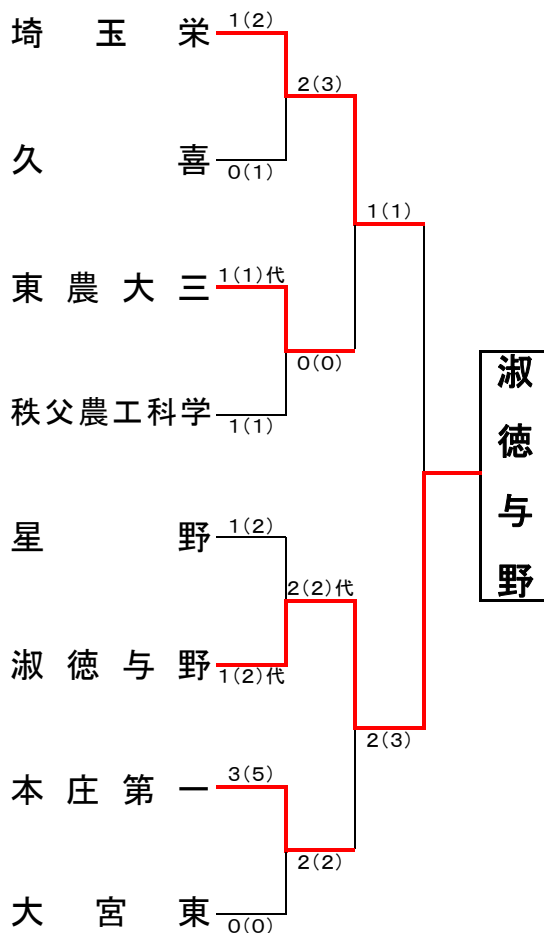 1(2)
埼玉栄
2(3)
久喜
0(1)
1(1)
1(1)代
東農大三
0(0)
秩父農工科学
1(1)
淑徳与野
1(2)
星野
2(2)代
淑徳与野
1(2)代
2(3)
3(5)
本庄第一
2(2)
大宮東
0(0)